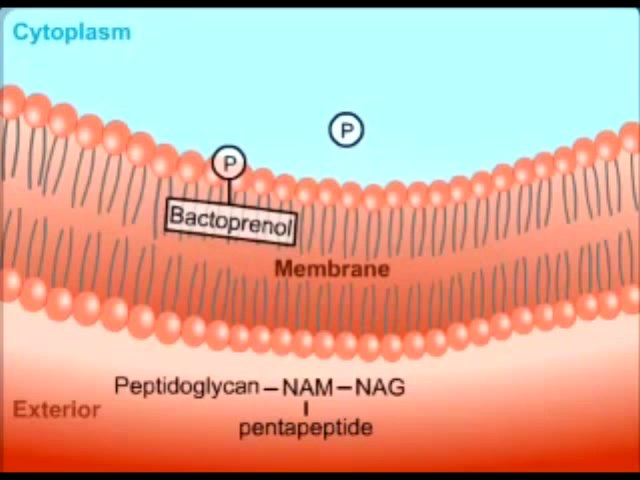 Cytoplasm
P
P
Bactoprenol
Membrane
Peptidoglycan – NAM – NAG
Exterior
pentapeptide